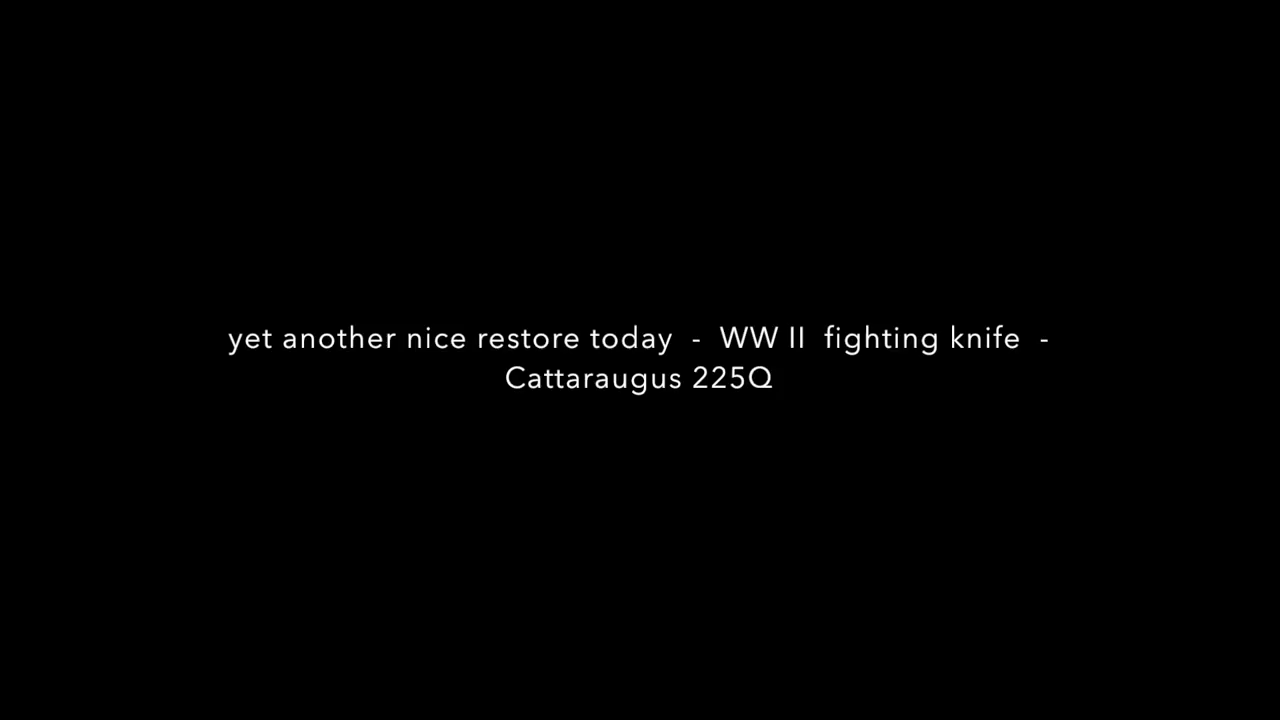 yet another nice restore today  -  WW II  fighting knife  -
Cattaraugus 225Q